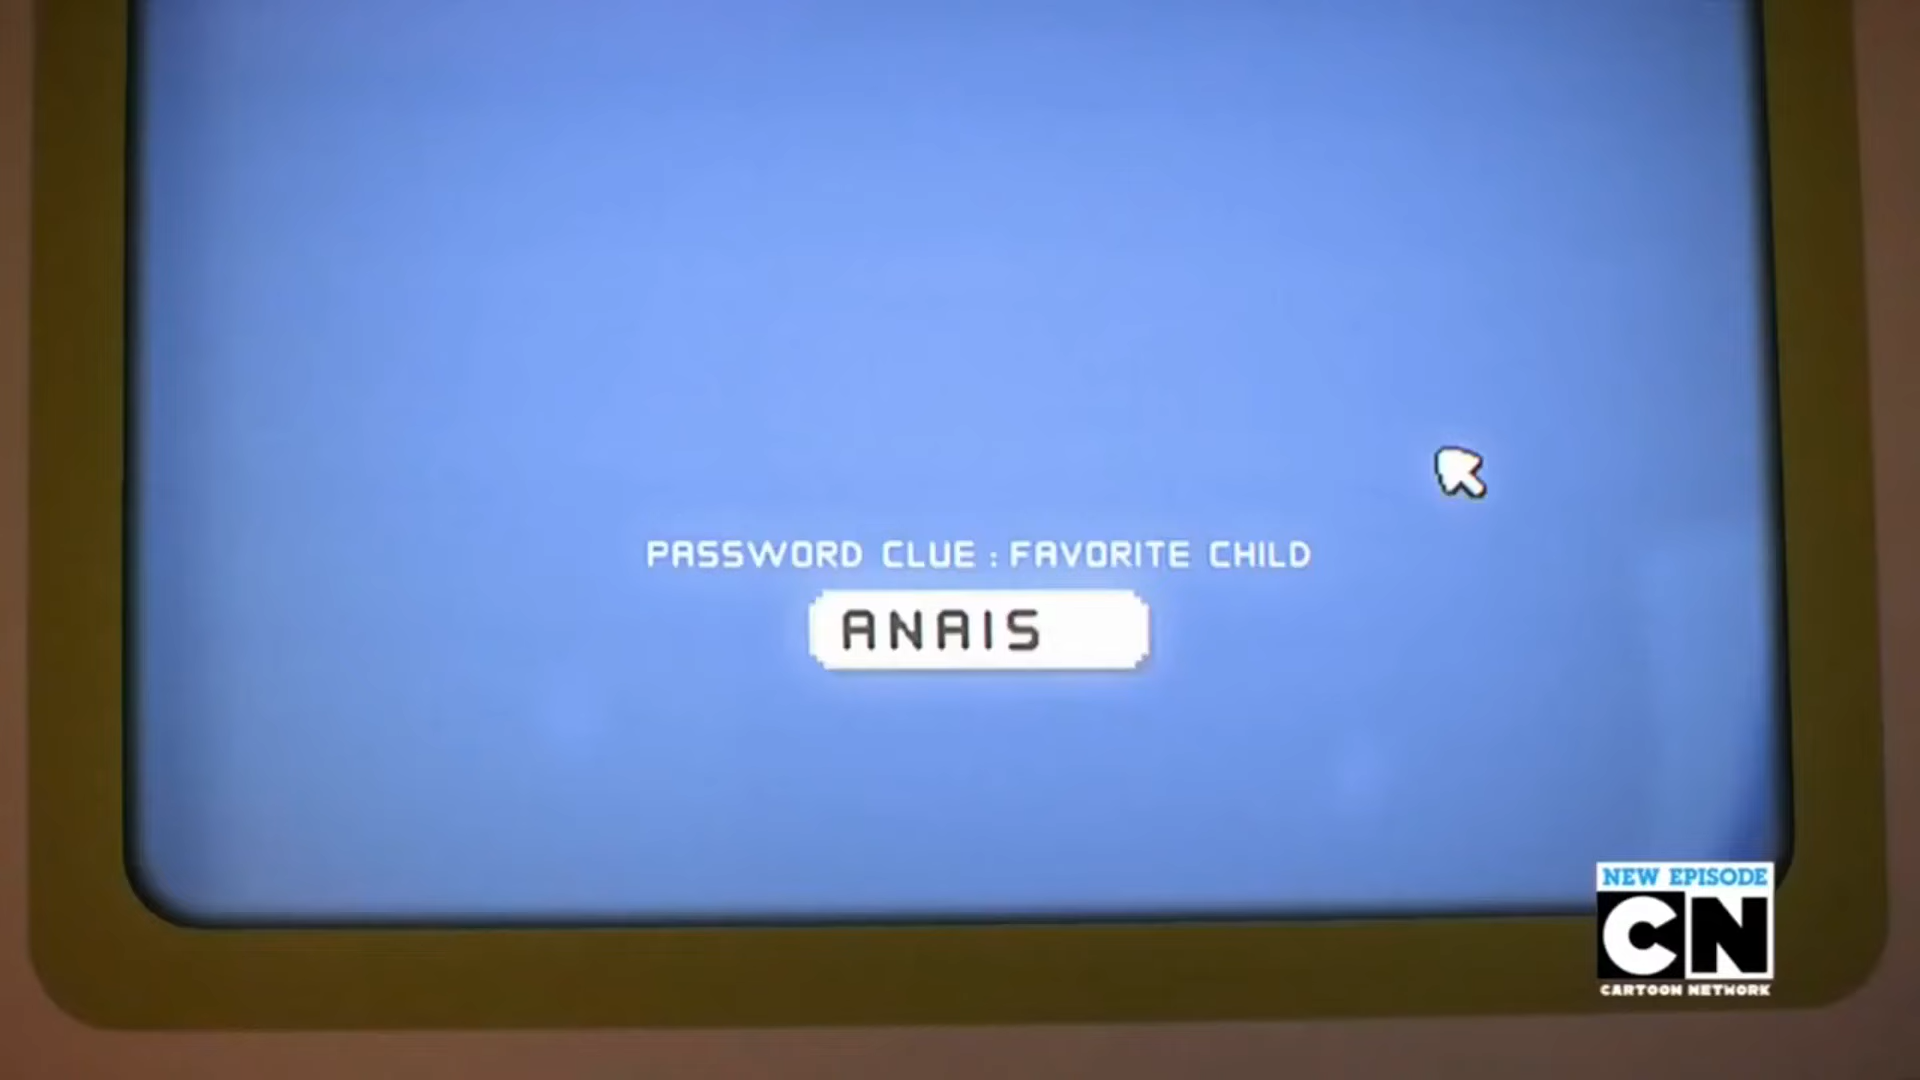 PASSWORD CLUE : FAVORITE CHILD
ANAIS
NEW EPISODE
CN
CARTOON NETWORK